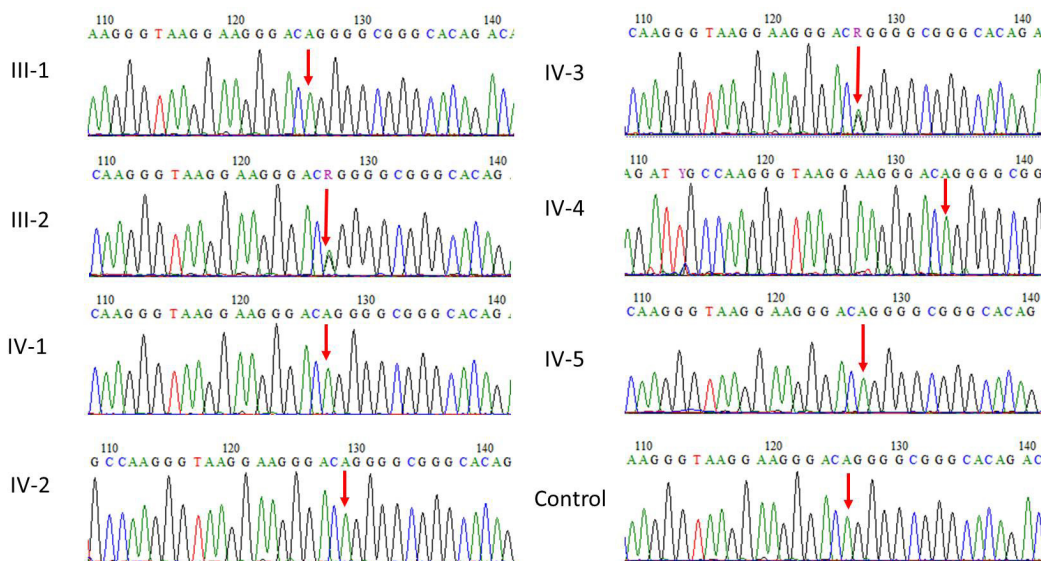 110 120 130 140
AAGGGTAAGGAAGGGACAGGGGCGGGCACAGACA
III-1
110 120 130 140
CAAGGGTAAGGAAGGGACRGGGGCGGGCACAG
III-2
110 120 130 140
CAAGGGTAAGGAAGGGACAGGGGCGGGCACAGA
IV-1
110 120 130 140
GCCAAGGGTAAGGAAGGGACAGGGGCGGGCACAG
IV-2
110 120 130 140
CAAGGGTAAGGAAGGGACRGGGGCGGGCACAGA
IV-3
110 120 130 140
AGATYGCCAAGGGTAAGGAAGGGACAGGGGCGG
IV-4
110 120 130 140
CAAGGGTAAGGAAGGGACAGGGGCGGGCACAG
IV-5
110 120 130 140
AAGGGTAAGGAAGGGACAGGGGCGGGCACAGAC
Control